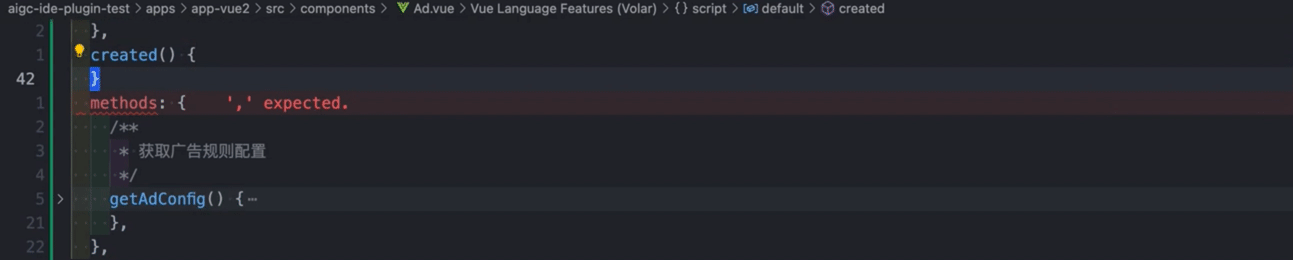 aigc-ide-plugin-test > apps > app-vue2 > src > components > Ad.vue > Vue Language Features (Volar) > {} script > default > created
2 },
1 created() {
42 }
1 methods: { ',' expected.
2 /**
3 * 获取广告规则配置
4 */
5 > getAdConfig() { ⋯
21 },
22 },